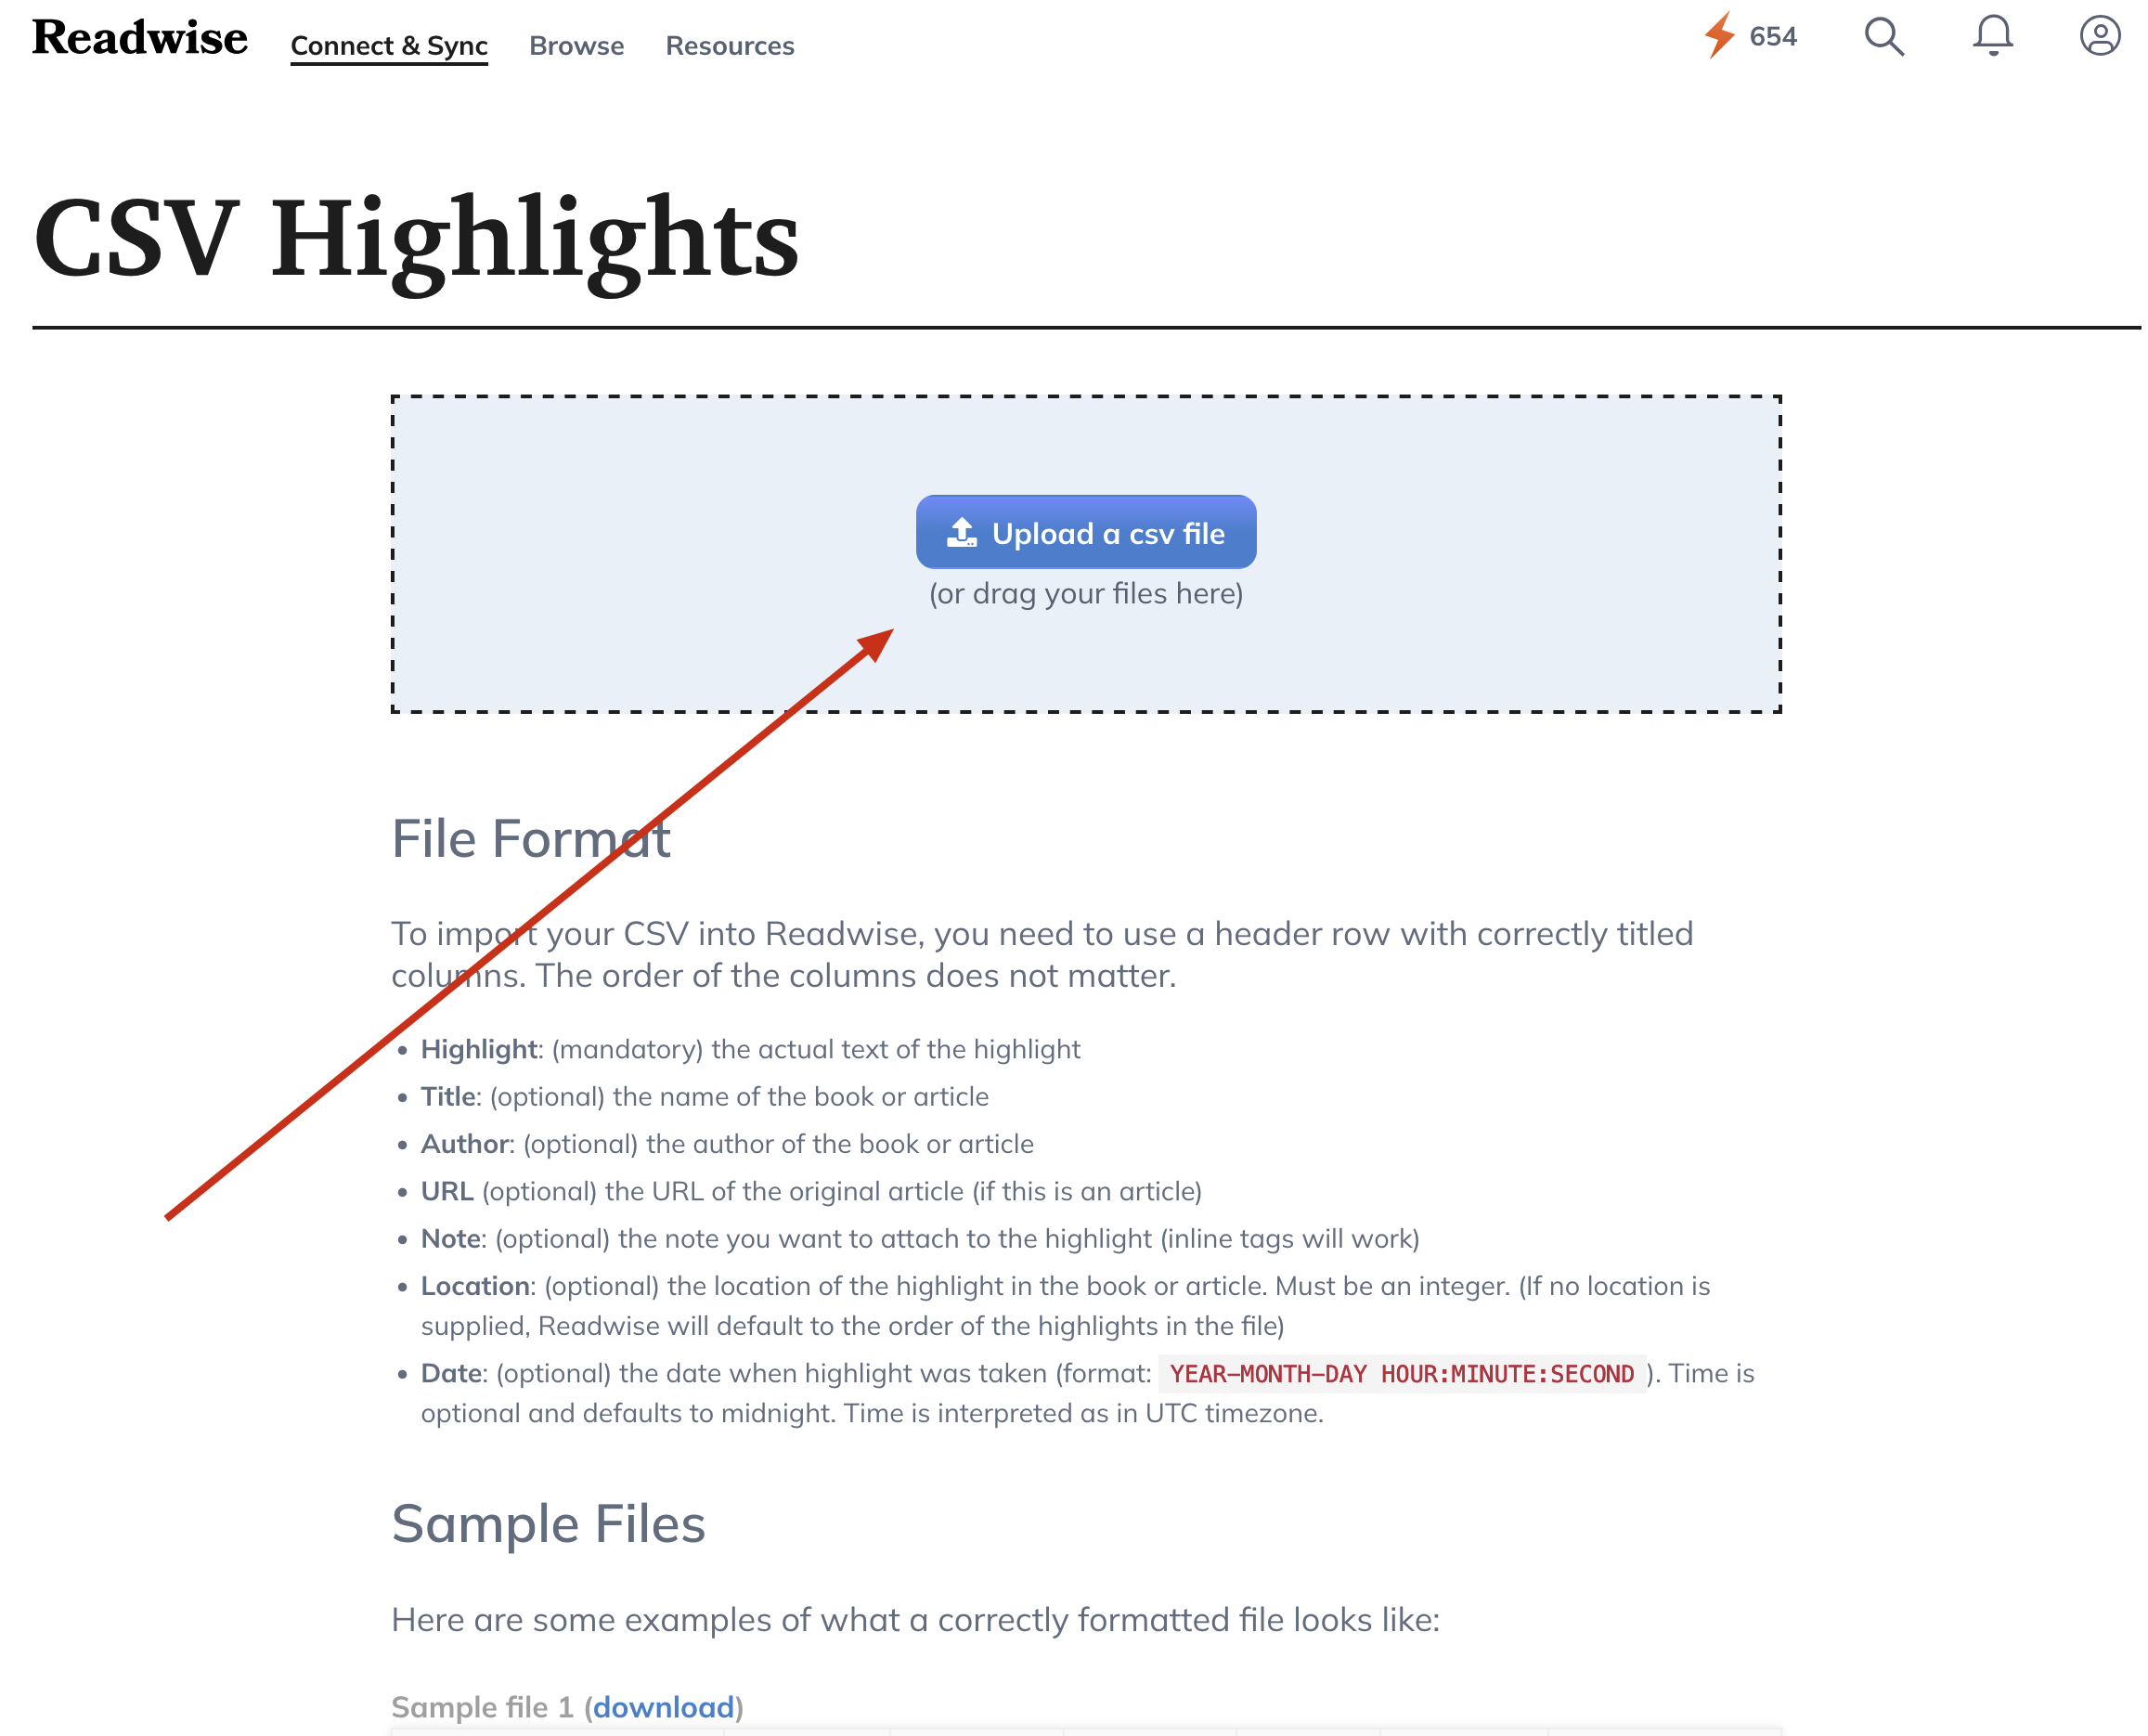 Readwise
Connect & Sync
Browse
Resources
654
CSV Highlights
Upload a csv file
(or drag your files here)
File Format
To import your CSV into Readwise, you need to use a header row with correctly titled
columns. The order of the columns does not matter.
• Highlight: (mandatory) the actual text of the highlight
• Title: (optional) the name of the book or article
• Author: (optional) the author of the book or article
• URL (optional) the URL of the original article (if this is an article)
• Note: (optional) the note you want to attach to the highlight (inline tags will work)
• Location: (optional) the location of the highlight in the book or article. Must be an integer. (If no location is
supplied, Readwise will default to the order of the highlights in the file)
• Date: (optional) the date when highlight was taken (format: YEAR-MONTH-DAY HOUR:MINUTE:SECOND ). Time is
optional and defaults to midnight. Time is interpreted as in UTC timezone.
Sample Files
Here are some examples of what a correctly formatted file looks like:
Sample file 1 (download)